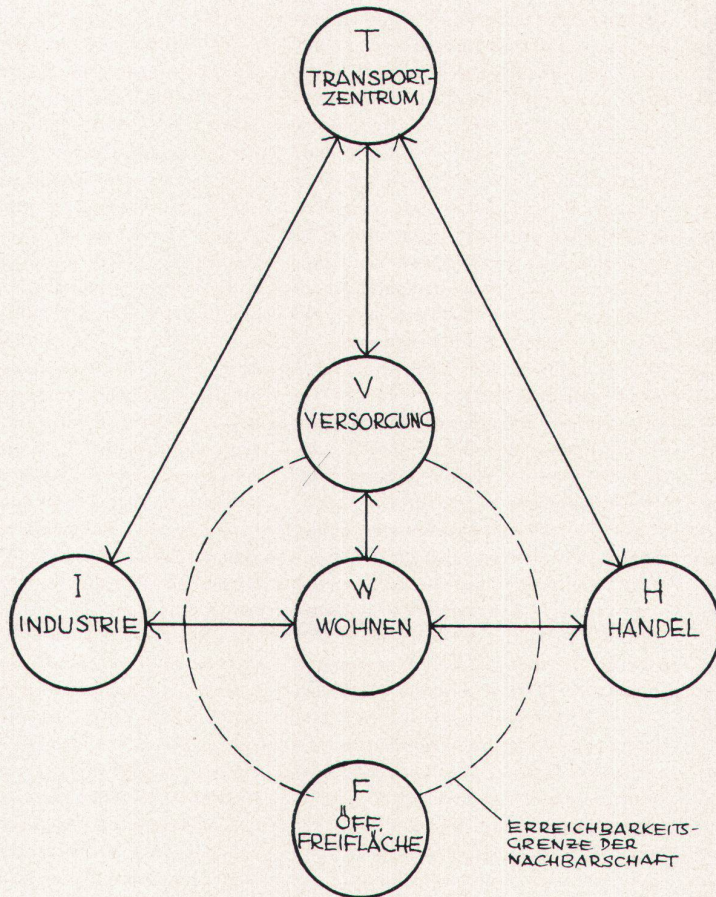 T
TRANSPORT-
ZENTRUM
V
VERSORGUNG
I
INDUSTRIE
W
WOHNEN
H
HANDEL
F
ÖFF.
FREIFLÄCHE
ERREICHBARKEITS-
GRENZE DER
NACHBARSCHAFT